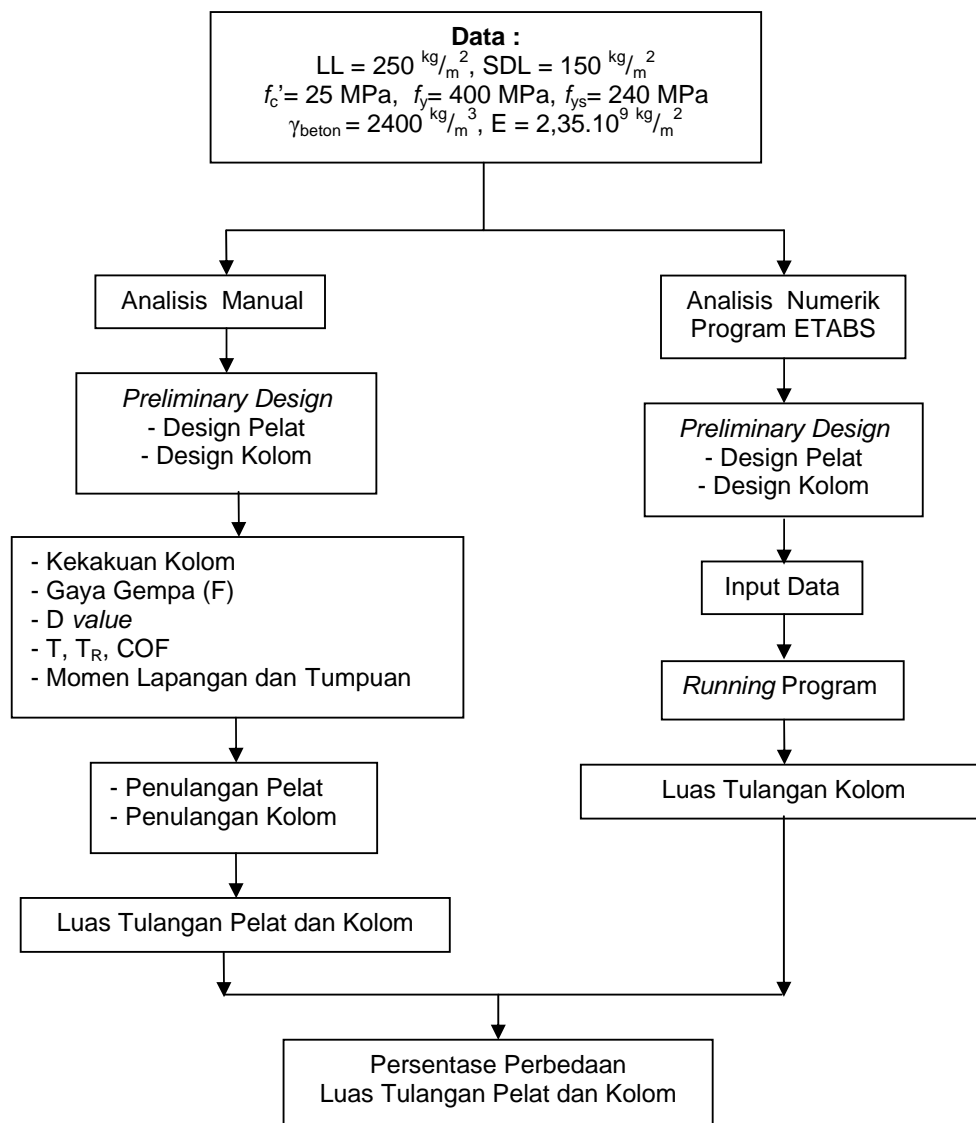 Data :
LL = 250 kg/m², SDL = 150 kg/m²
fc'= 25 MPa, fy= 400 MPa, fys= 240 MPa
γbeton = 2400 kg/m³, E = 2,35.10⁹ kg/m²
Analisis Manual
Preliminary Design
- Design Pelat
- Design Kolom
- Kekakuan Kolom
- Gaya Gempa (F)
- D value
- T, TR, COF
- Momen Lapangan dan Tumpuan
- Penulangan Pelat
- Penulangan Kolom
Luas Tulangan Pelat dan Kolom
Analisis Numerik
Program ETABS
Preliminary Design
- Design Pelat
- Design Kolom
Input Data
Running Program
Luas Tulangan Kolom
Persentase Perbedaan
Luas Tulangan Pelat dan Kolom